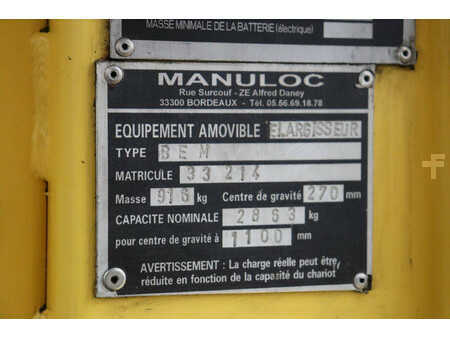 MASSE MINIMALE DE LA BATTERIE (électrique)
MANULOC
Rue Surcouf - ZE Alfred Daney
33300 BORDEAUX - Tél. 05.56.69.18.78
EQUIPEMENT AMOVIBLE ELARGISSEUR
TYPE BEM
MATRICULE 33 214
Masse 916 kg Centre de gravité 270 mm
CAPACITE NOMINALE 2863 kg
pour centre de gravité à 1100 mm
AVERTISSEMENT : La charge réelle peut être
réduite en fonction de la capacité du chariot